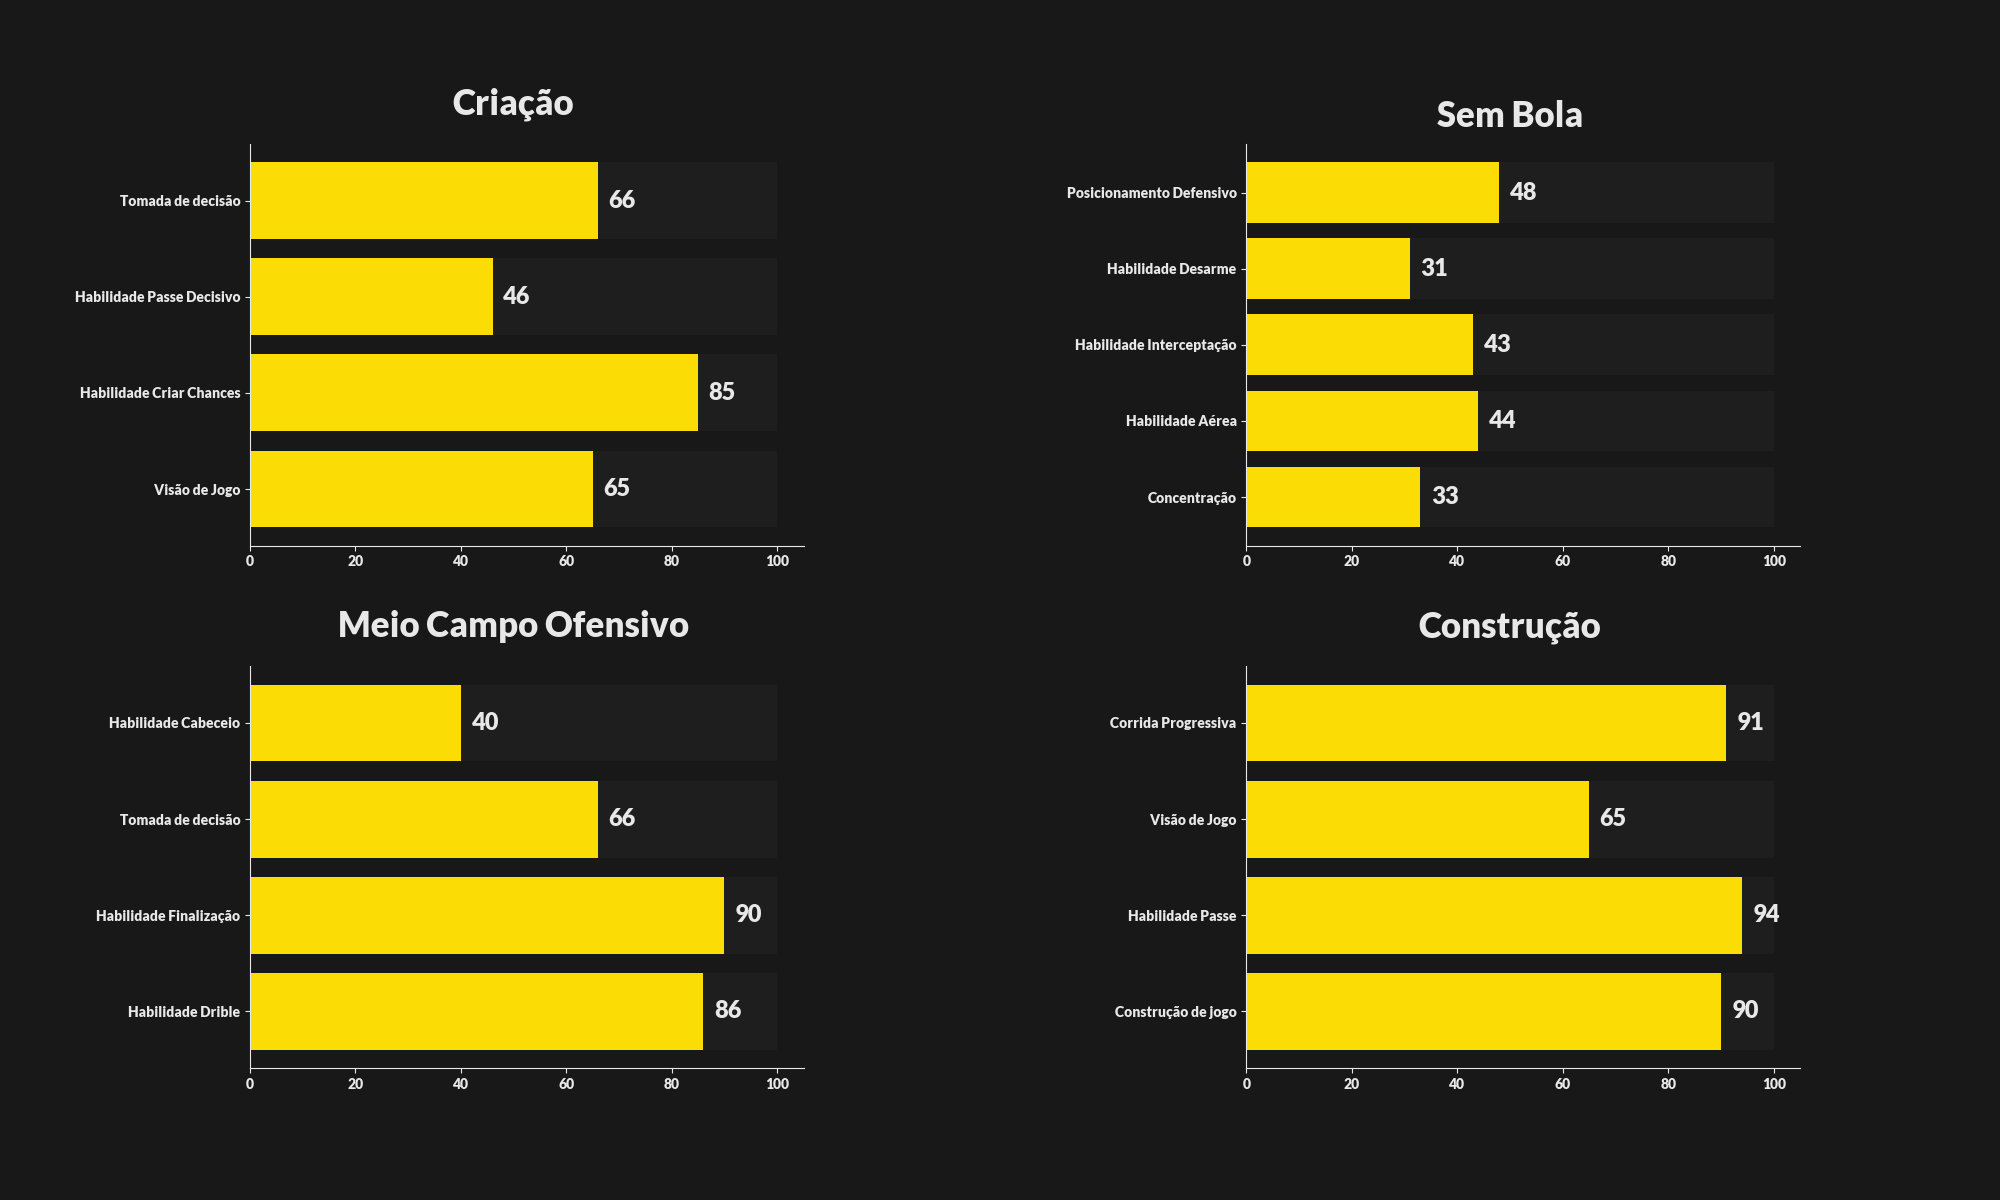 Criação
Tomada de decisão
66
Habilidade Passe Decisivo
46
Habilidade Criar Chances
85
Visão de Jogo
65
0 20 40 60 80 100
Sem Bola
Posicionamento Defensivo
48
Habilidade Desarme
31
Habilidade Interceptação
43
Habilidade Aérea
44
Concentração
33
0 20 40 60 80 100
Meio Campo Ofensivo
Habilidade Cabeceio
40
Tomada de decisão
66
Habilidade Finalização
90
Habilidade Drible
86
0 20 40 60 80 100
Construção
Corrida Progressiva
91
Visão de Jogo
65
Habilidade Passe
94
Construção de jogo
90
0 20 40 60 80 100